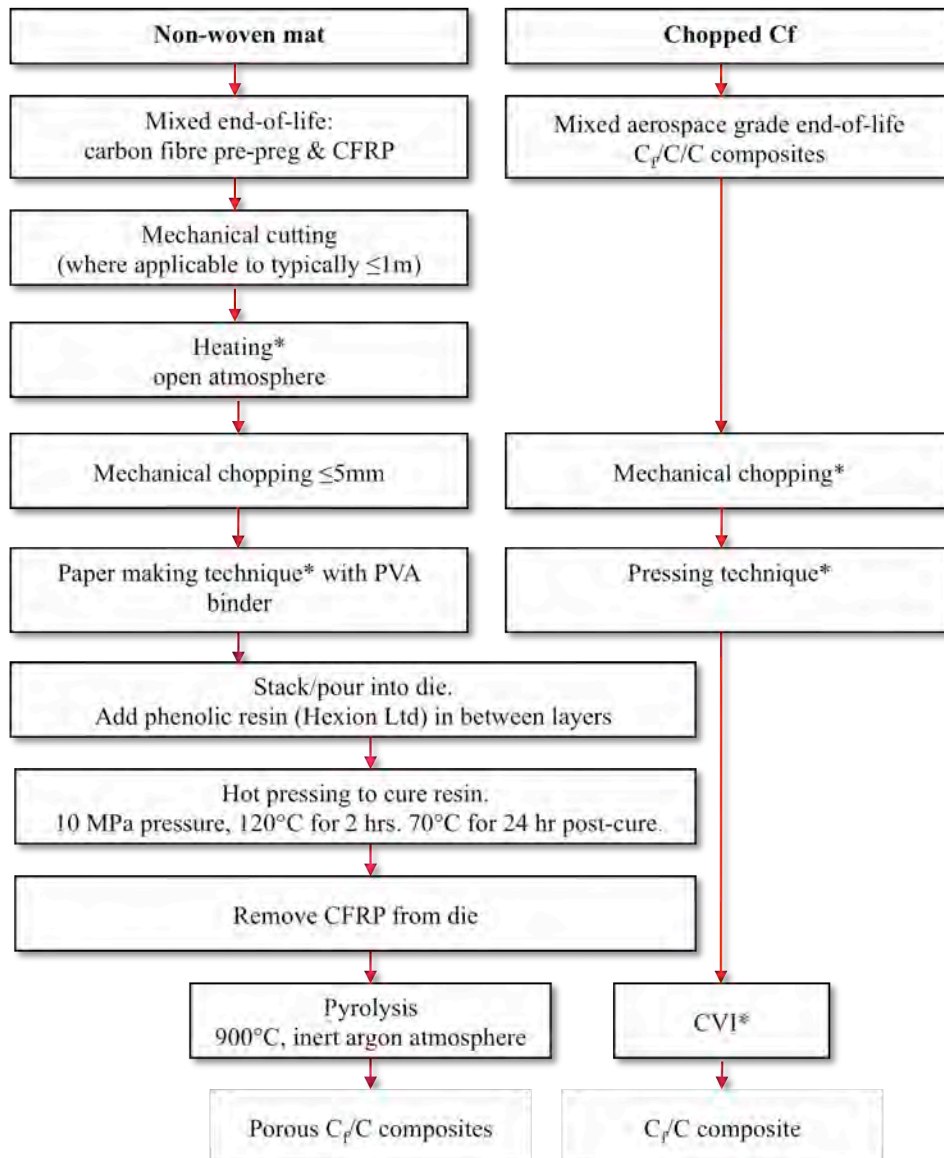 Non-woven mat
Mixed end-of-life:
carbon fibre pre-preg & CFRP
Mechanical cutting
(where applicable to typically ≤1m)
Heating*
open atmosphere
Mechanical chopping ≤5mm
Paper making technique* with PVA
binder
Chopped Cf
Mixed aerospace grade end-of-life
Cf/C/C composites
Mechanical chopping*
Pressing technique*
Stack/pour into die.
Add phenolic resin (Hexion Ltd) in between layers
Hot pressing to cure resin.
10 MPa pressure, 120°C for 2 hrs. 70°C for 24 hr post-cure.
Remove CFRP from die
Pyrolysis
900°C, inert argon atmosphere
Porous Cf/C composites
CVI*
Cf/C composite